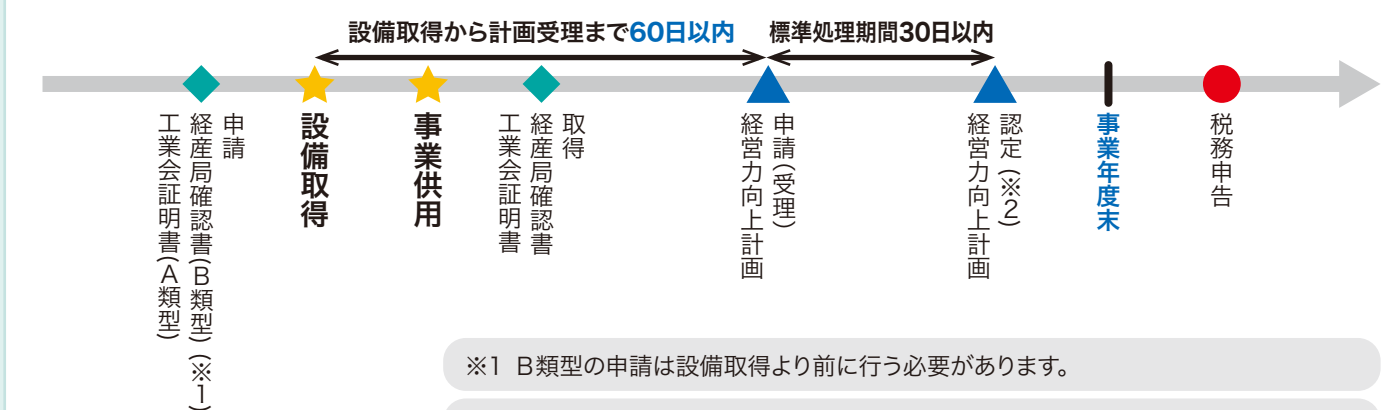 設備取得から計画受理まで60日以内
標準処理期間30日以内
工業会証明書(A類型)
経産局確認書(B類型)(※1)
申請
設備取得
事業供用
工業会証明書
経産局確認書
取得
経営力向上計画
申請(受理)
経営力向上計画
認定(※2)
事業年度末
税務申告
※1 B類型の申請は設備取得より前に行う必要があります。